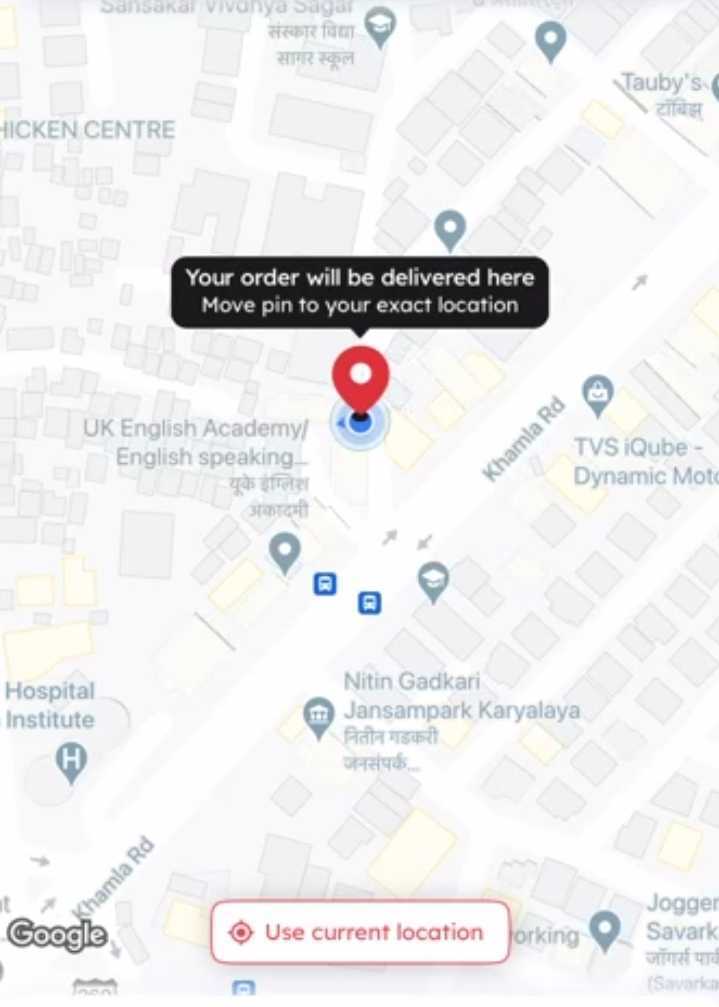 Sansakar Vivdhya Sagar
संस्कार विद्या
सागर स्कूल
Tauby's
टॉबिझ
HICKEN CENTRE
Your order will be delivered here
Move pin to your exact location
UK English Academy/
English speaking...
यूके इंग्लिश
अकादमी
Khamla Rd
TVS iQube -
Dynamic Moto
Nitin Gadkari
Jansampark Karyalaya
नितीन गडकरी
जनसंपर्क...
Hospital
Institute
H
Khamla Rd
Google
Use current location
orking
Jogger
Savark
जॉगर्स पार्क
(Savarka